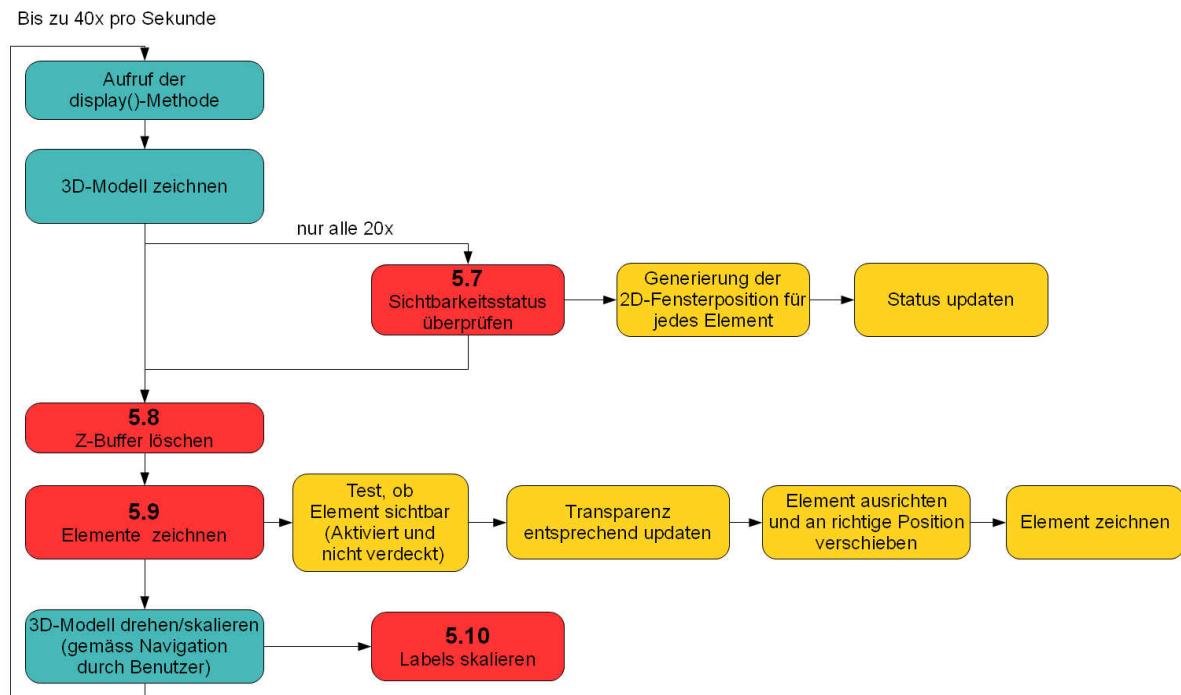 Bis zu 40x pro Sekunde
Aufruf der
display()-Methode
3D-Modell zeichnen
nur alle 20x
5.7
Sichtbarkeitsstatus
überprüfen
Generierung der
2D-Fensterposition für
jedes Element
Status updaten
5.8
Z-Buffer löschen
5.9
Elemente zeichnen
Test, ob
Element sichtbar
(Aktiviert und
nicht verdeckt)
Transparenz
entsprechend updaten
Element ausrichten
und an richtige Position
verschieben
Element zeichnen
3D-Modell drehen/skalieren
(gemäss Navigation
durch Benutzer)
5.10
Labels skalieren